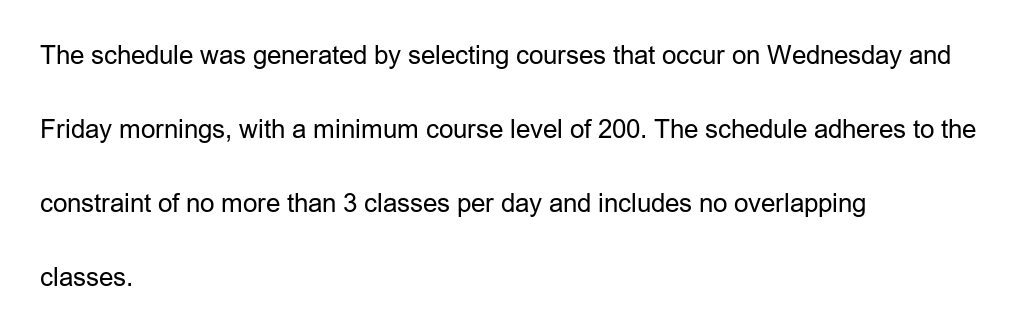 The schedule was generated by selecting courses that occur on Wednesday and
Friday mornings, with a minimum course level of 200. The schedule adheres to the
constraint of no more than 3 classes per day and includes no overlapping
classes.